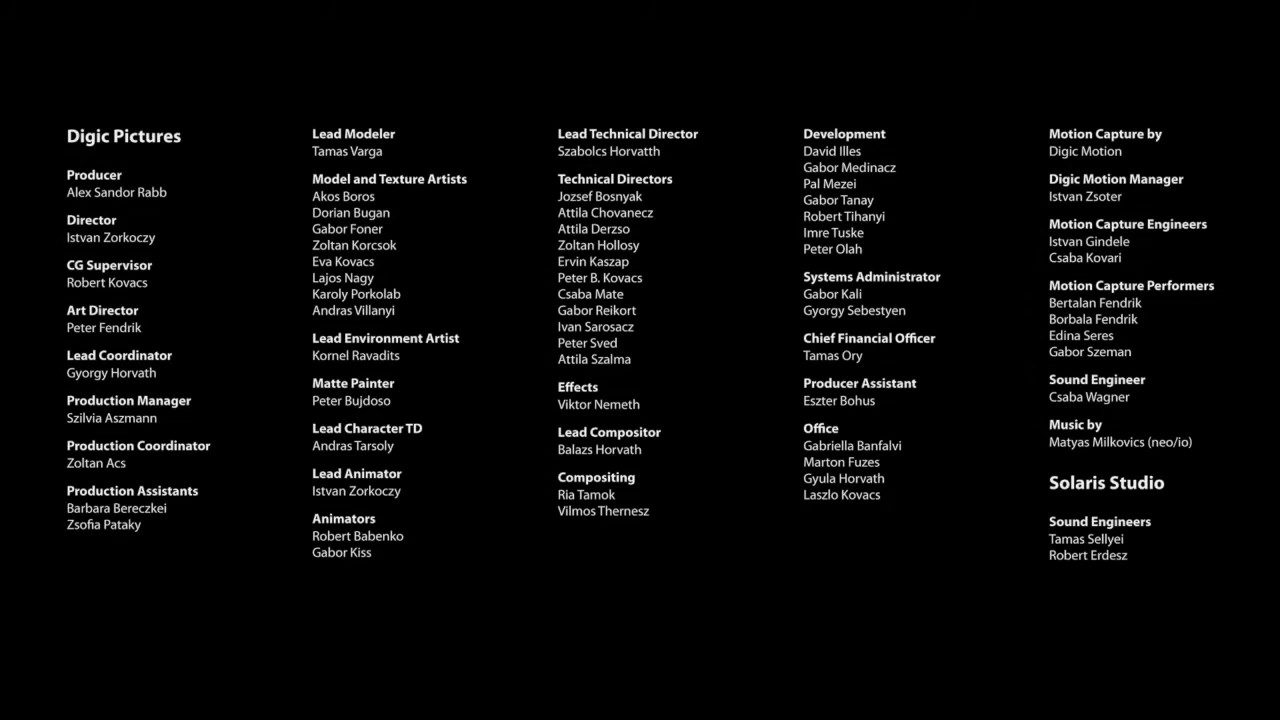 Digic Pictures
Producer
Alex Sandor Rabb
Director
Istvan Zorkoczy
CG Supervisor
Robert Kovacs
Art Director
Peter Fendrik
Lead Coordinator
Gyorgy Horvath
Production Manager
Szilvia Aszmann
Production Coordinator
Zoltan Acs
Production Assistants
Barbara Bereczkei
Zsofia Pataky
Lead Modeler
Tamas Varga
Model and Texture Artists
Akos Boros
Dorian Bugan
Gabor Foner
Zoltan Korcsok
Eva Kovacs
Lajos Nagy
Karoly Porkolab
Andras Villanyi
Lead Environment Artist
Kornel Ravadits
Matte Painter
Peter Bujdoso
Lead Character TD
Andras Tarsoly
Lead Animator
Istvan Zorkoczy
Animators
Robert Babenko
Gabor Kiss
Lead Technical Director
Szabolcs Horvatth
Technical Directors
Jozsef Bosnyak
Attila Chovanecz
Attila Derzso
Zoltan Hollosy
Ervin Kaszap
Peter B. Kovacs
Csaba Mate
Gabor Reikort
Ivan Sarosacz
Peter Sved
Attila Szalma
Effects
Viktor Nemeth
Lead Compositor
Balazs Horvath
Compositing
Ria Tamok
Vilmos Thernesz
Development
David Illes
Gabor Medinacz
Pal Mezei
Gabor Tanay
Robert Tihanyi
Imre Tuske
Peter Olah
Systems Administrator
Gabor Kali
Gyorgy Sebestyen
Chief Financial Officer
Tamas Ory
Producer Assistant
Eszter Bohus
Office
Gabriella Banfalvi
Marton Fuzes
Gyula Horvath
Laszlo Kovacs
Motion Capture by
Digic Motion
Digic Motion Manager
Istvan Zsoter
Motion Capture Engineers
Istvan Gindele
Csaba Kovari
Motion Capture Performers
Bertalan Fendrik
Borbala Fendrik
Edina Seres
Gabor Szeman
Sound Engineer
Csaba Wagner
Music by
Matyas Milkovics (neo/io)
Solaris Studio
Sound Engineers
Tamas Sellyei
Robert Erdesz